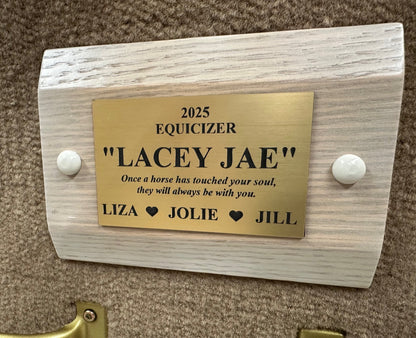 2025
EQUICIZER
"LACEY JAE"
Once a horse has touched your soul,
they will always be with you.
LIZA ♥ JOLIE ♥ JILL